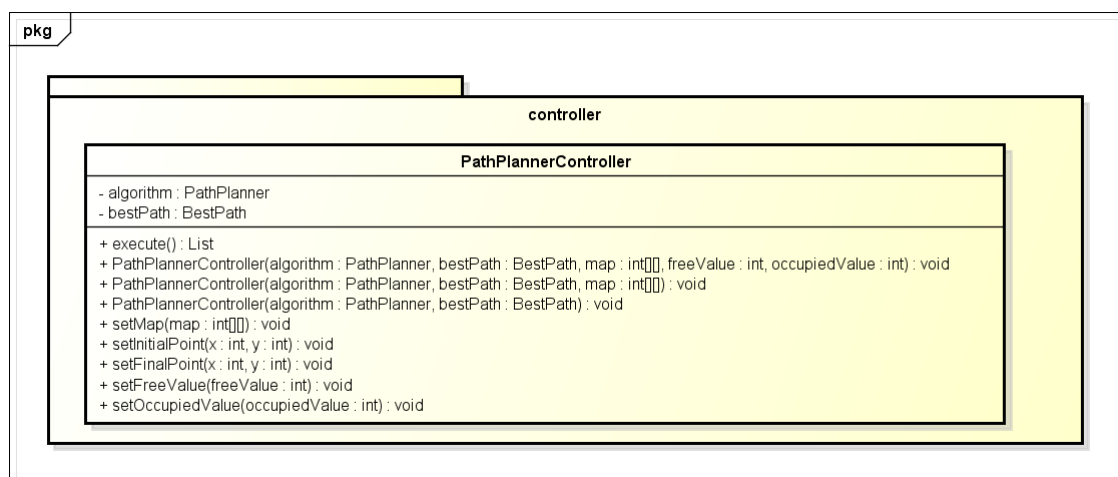 pkg
controller
PathPlannerController
- algorithm : PathPlanner
- bestPath : BestPath
+ execute() : List
+ PathPlannerController(algorithm : PathPlanner, bestPath : BestPath, map : int[][], freeValue : int, occupiedValue : int) : void
+ PathPlannerController(algorithm : PathPlanner, bestPath : BestPath, map : int[][]) : void
+ PathPlannerController(algorithm : PathPlanner, bestPath : BestPath) : void
+ setMap(map : int[][]) : void
+ setInitialPoint(x : int, y : int) : void
+ setFinalPoint(x : int, y : int) : void
+ setFreeValue(freeValue : int) : void
+ setOccupiedValue(occupiedValue : int) : void